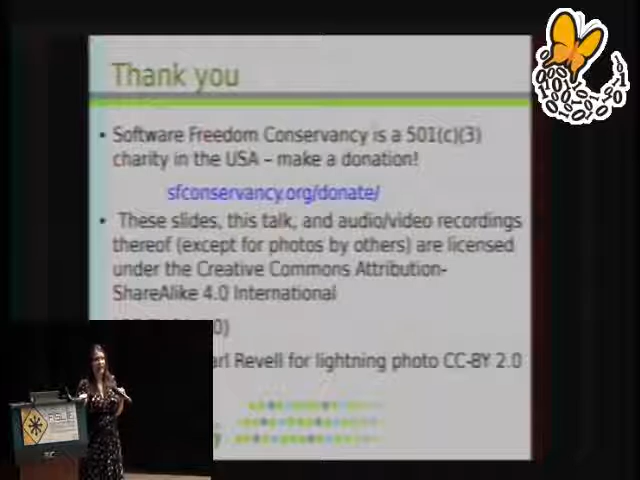 Thank you
• Software Freedom Conservancy is a 501(c)(3)
charity in the USA – make a donation!
sfconservancy.org/donate/
• These slides, this talk, and audio/video recordings
thereof (except for photos by others) are licensed
under the Creative Commons Attribution-
ShareAlike 4.0 International
0)
arl Revell for lightning photo CC-BY 2.0